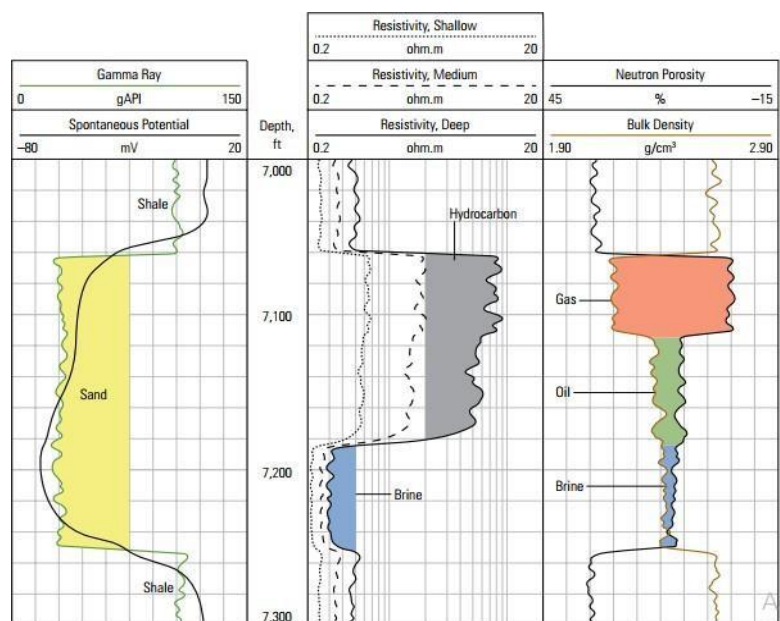 Resistivity, Shallow
0.2 ohm.m 20
Gamma Ray
0 gAPI 150
Resistivity, Medium
0.2 ohm.m 20
Neutron Porosity
45 % −15
Spontaneous Potential
−80 mV 20
Depth,
ft
Resistivity, Deep
0.2 ohm.m 20
Bulk Density
1.90 g/cm³ 2.90
7,000
Shale
Hydrocarbon
Gas
7,100
Sand
Oil
7,200
Brine
Brine
Shale
7,300
A